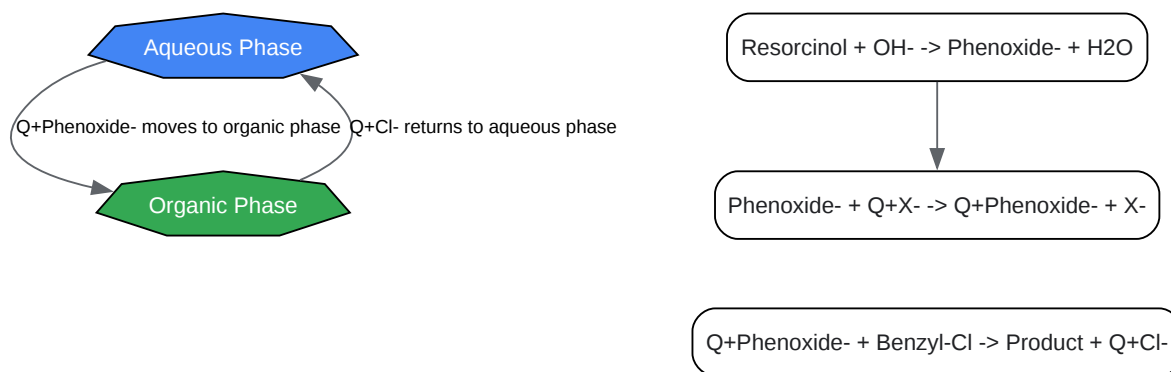 Aqueous Phase
Q+Phenoxide- moves to organic phase
Q+Cl- returns to aqueous phase
Organic Phase
Resorcinol + OH- -> Phenoxide- + H2O
Phenoxide- + Q+X- -> Q+Phenoxide- + X-
Q+Phenoxide- + Benzyl-Cl -> Product + Q+Cl-